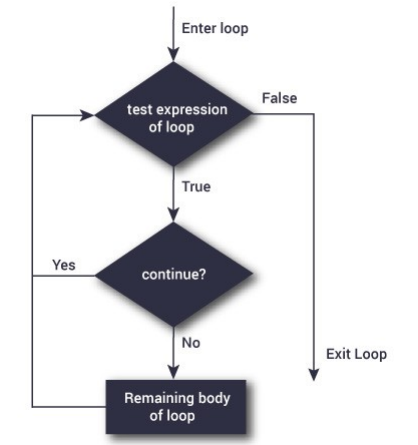 Enter loop
test expression
of loop
False
True
continue?
Yes
No
Exit Loop
Remaining body
of loop